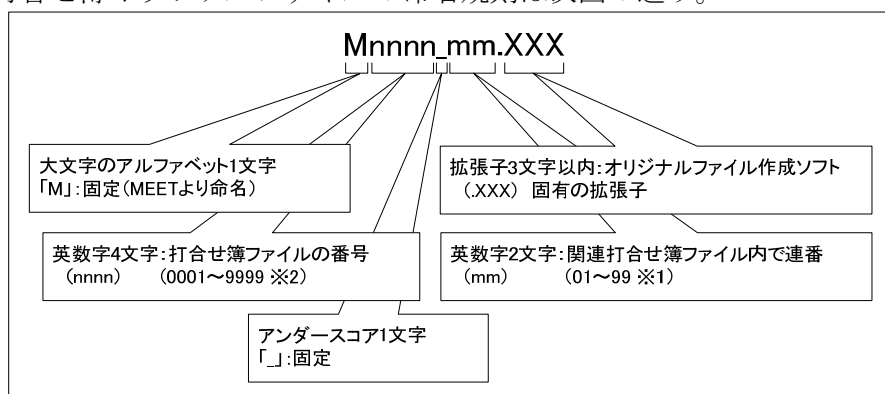 Mnnnn_mm.XXX
大文字のアルファベット1文字
「M」:固定(MEETより命名)
拡張子3文字以内:オリジナルファイル作成ソフト
(.XXX) 固有の拡張子
英数字4文字:打合せ簿ファイルの番号
(nnnn) (0001～9999 ※2)
英数字2文字:関連打合せ簿ファイル内で連番
(mm) (01～99 ※1)
アンダースコア1文字
「_」:固定